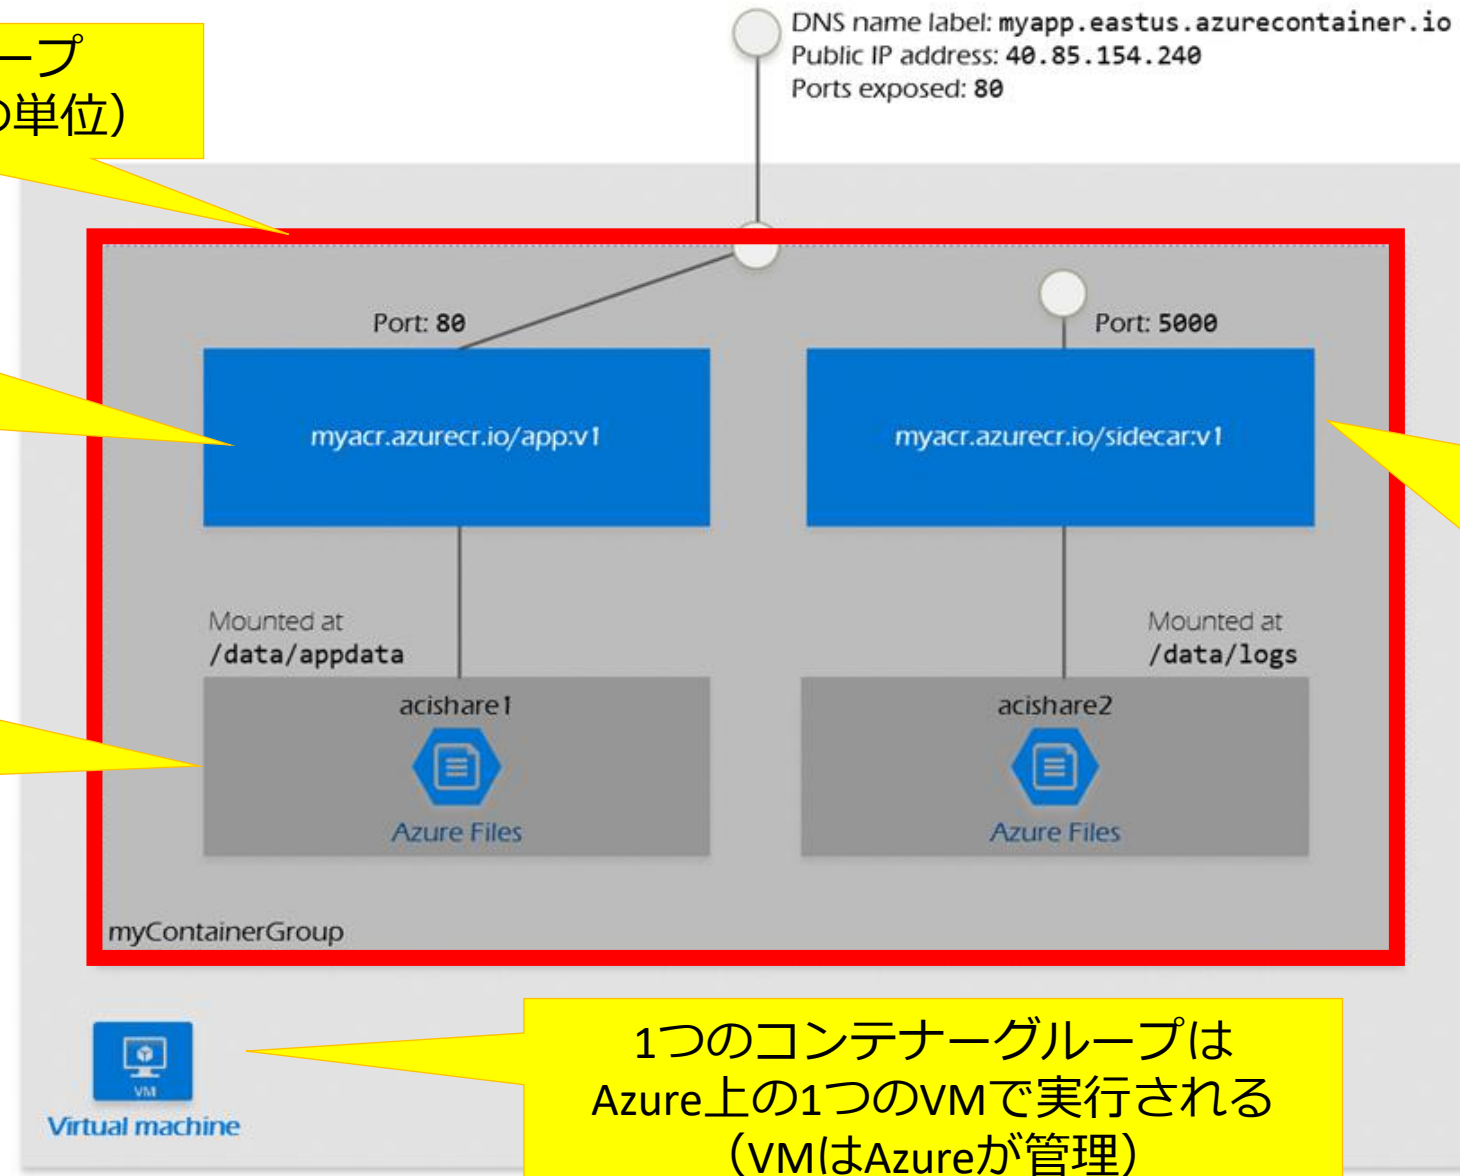 DNS name label: myapp.eastus.azurecontainer.io
Public IP address: 40.85.154.240
Ports exposed: 80
ープ
の単位）
Port: 80
Port: 5000
myacr.azurecr.io/app:v1
myacr.azurecr.io/sidecar:v1
Mounted at
/data/appdata
Mounted at
/data/logs
acishare1
acishare2
Azure Files
Azure Files
myContainerGroup
VM
Virtual machine
1つのコンテナーグループは
Azure上の1つのVMで実行される
（VMはAzureが管理）